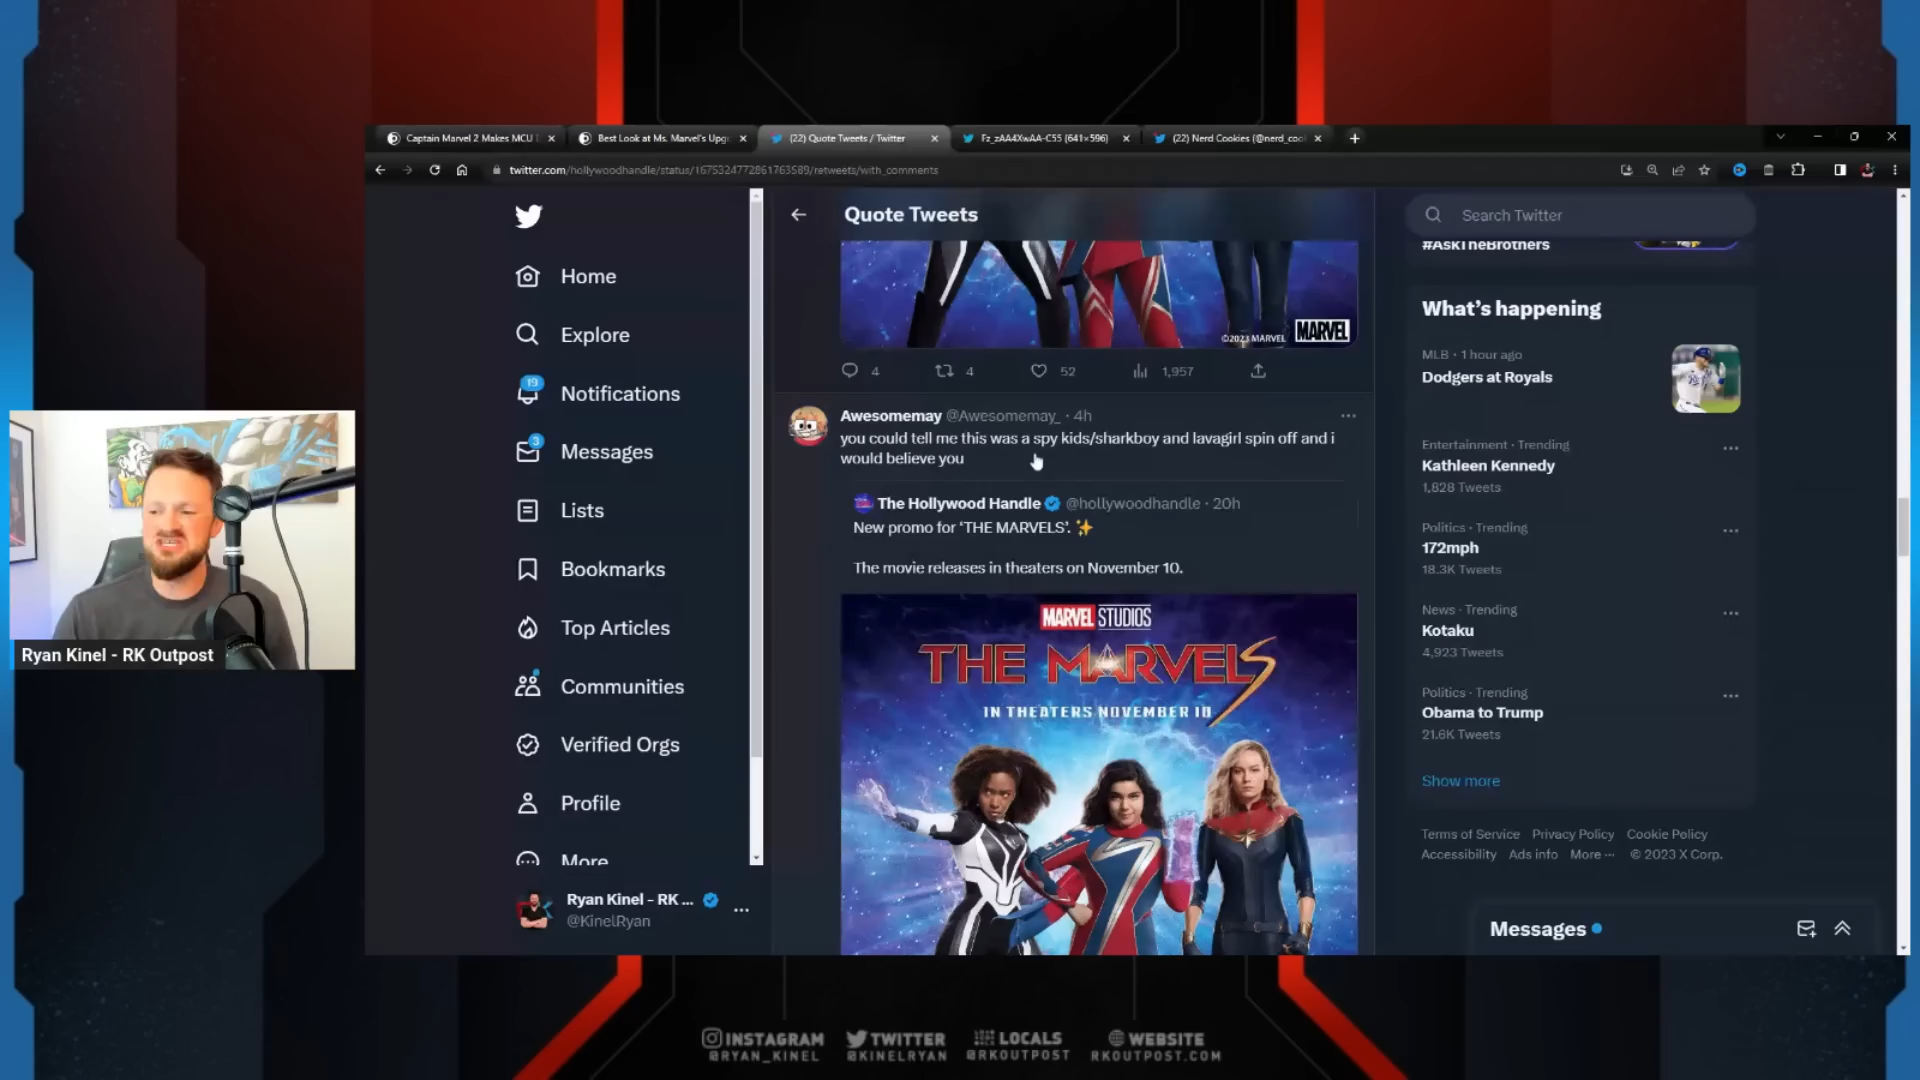 Captain Marvel 2 Makes MCU
Best Look at Ms. Marvel's Upg
(22) Quote Tweets / Twitter
Fz_zAA4XwAA-C55 (641×596)
(22) Nerd Cookies (@nerd_coo
twitter.com/hollywoodhandle/status/1675324772861763589/retweets/with_comments
Home
Explore
19
Notifications
3
Messages
Lists
Bookmarks
Top Articles
Communities
Verified Orgs
Profile
More
Ryan Kinel - RK ...
@KinelRyan
Quote Tweets
©2023 MARVEL
MARVEL
4
4
52
1,957
Awesomemay @Awesomemay_ · 4h
you could tell me this was a spy kids/sharkboy and lavagirl spin off and i
would believe you
The Hollywood Handle @hollywoodhandle · 20h
New promo for ‘THE MARVELS’. ✨
The movie releases in theaters on November 10.
MARVEL STUDIOS
THE MARVELS
IN THEATERS NOVEMBER 10
Search Twitter
#AskTheBrothers
What’s happening
MLB · 1 hour ago
Dodgers at Royals
Entertainment · Trending
Kathleen Kennedy
1,828 Tweets
Politics · Trending
172mph
18.3K Tweets
News · Trending
Kotaku
4,923 Tweets
Politics · Trending
Obama to Trump
21.6K Tweets
Show more
Terms of Service Privacy Policy Cookie Policy
Accessibility Ads info More ··· © 2023 X Corp.
Messages
Ryan Kinel - RK Outpost
INSTAGRAM
@RYAN_KINEL
TWITTER
@KINELRYAN
LOCALS
@RKOUTPOST
WEBSITE
RKOUTPOST.COM